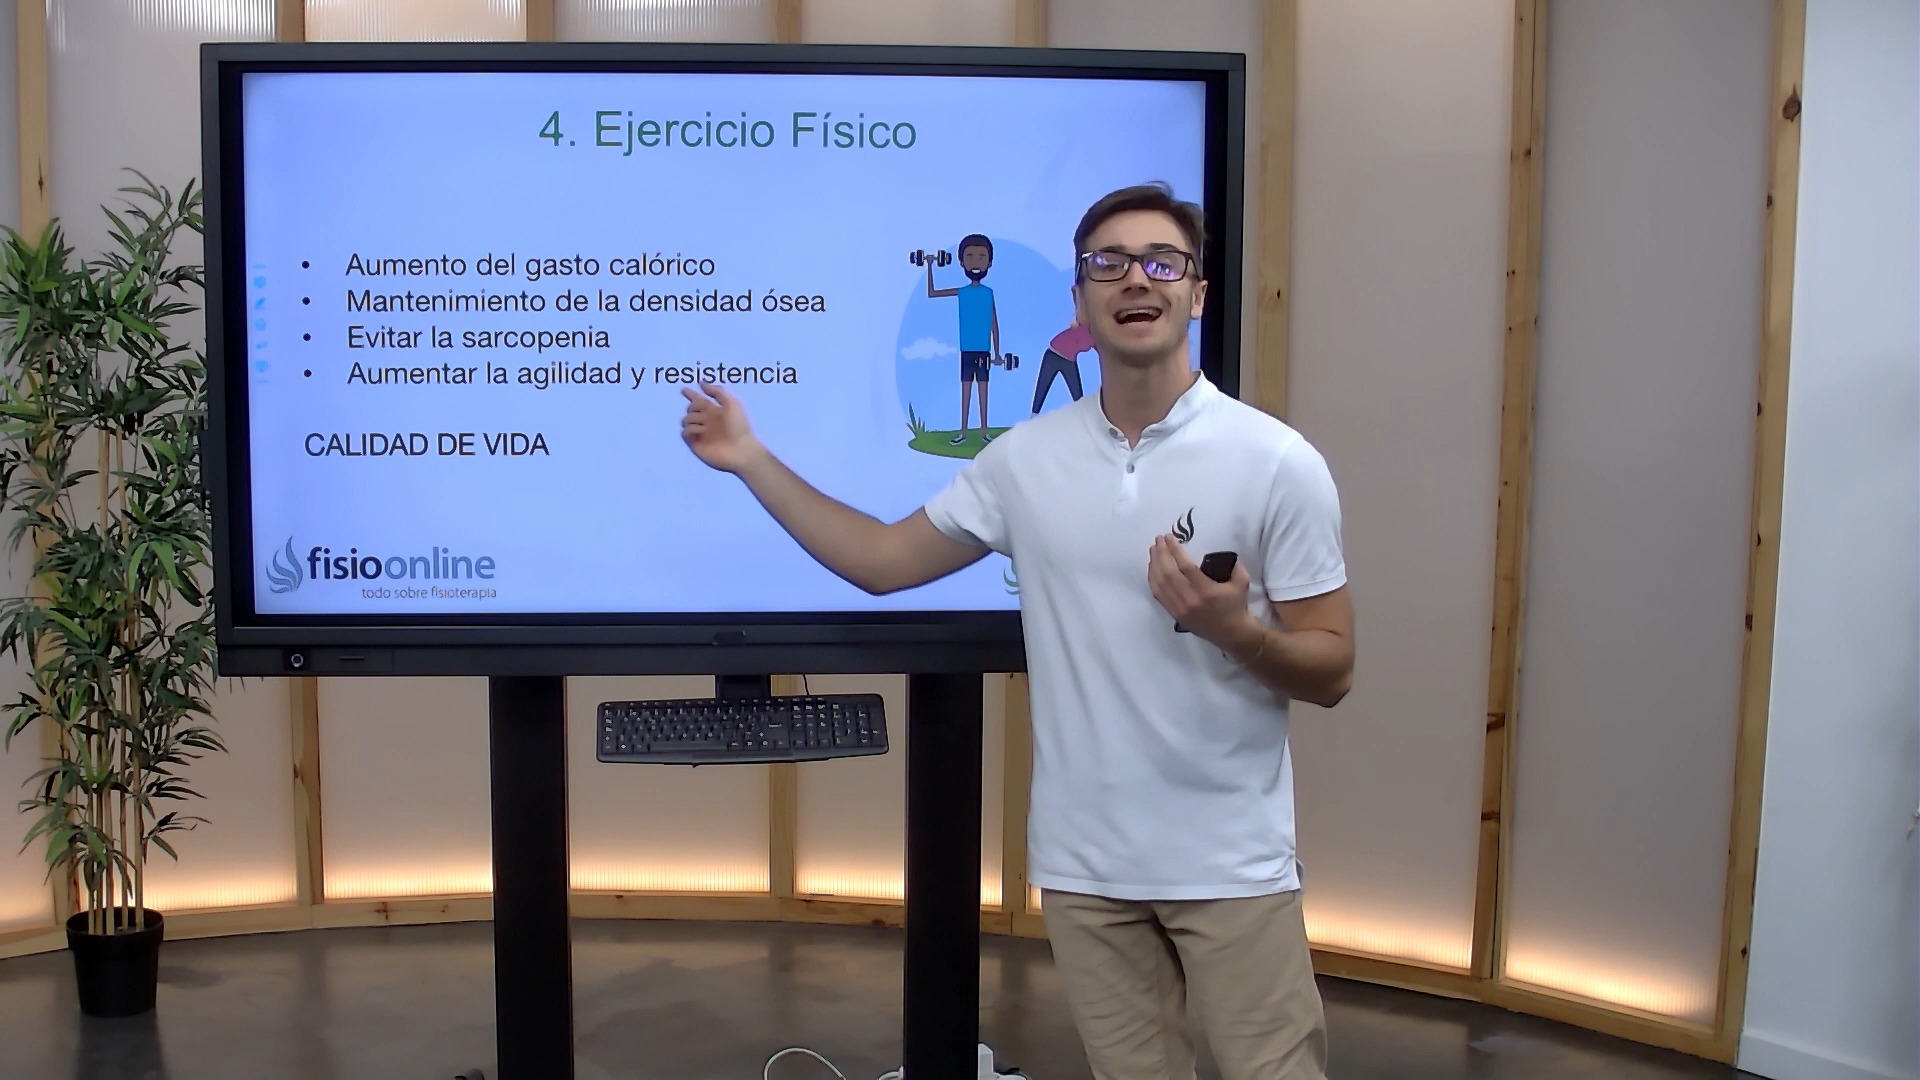 4. Ejercicio Físico
• Aumento del gasto calórico
• Mantenimiento de la densidad ósea
• Evitar la sarcopenia
• Aumentar la agilidad y resistencia
CALIDAD DE VIDA
fisioonline
todo sobre fisioterapia